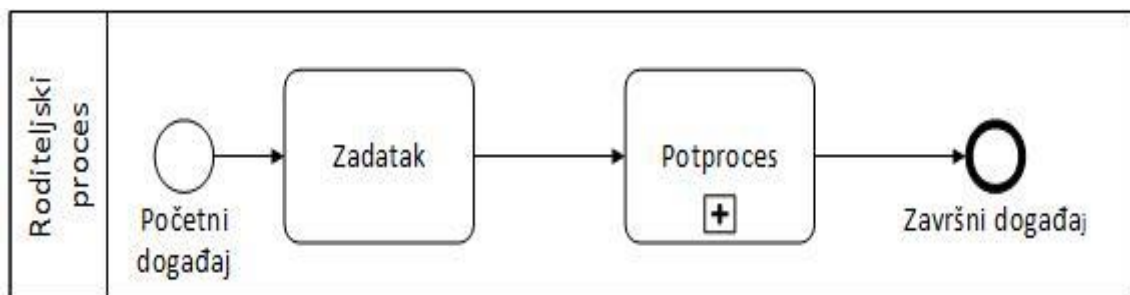 Roditeljski
proces
Početni
događaj
Zadatak
Potproces
Završni događaj